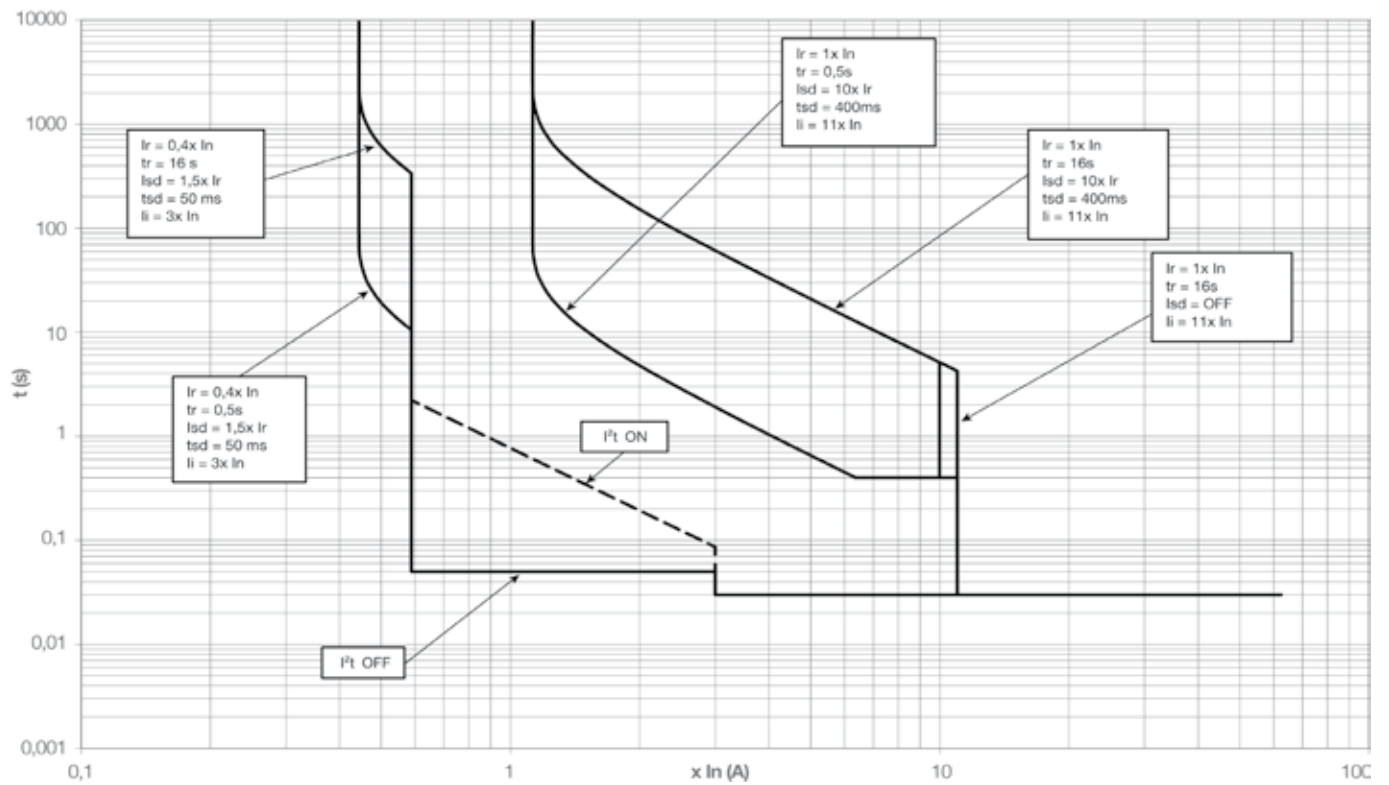 10000
1000
100
10
1
0,1
0,01
0,001
t (s)
0,1
1
x In (A)
10
100
Ir = 0,4x In
tr = 16 s
Isd = 1,5x Ir
tsd = 50 ms
Ii = 3x In
Ir = 0,4x In
tr = 0,5s
Isd = 1,5x Ir
tsd = 50 ms
Ii = 3x In
Ir = 1x In
tr = 0,5s
Isd = 10x Ir
tsd = 400ms
Ii = 11x In
Ir = 1x In
tr = 16s
Isd = 10x Ir
tsd = 400ms
Ii = 11x In
Ir = 1x In
tr = 16s
Isd = OFF
Ii = 11x In
I²t ON
I²t OFF